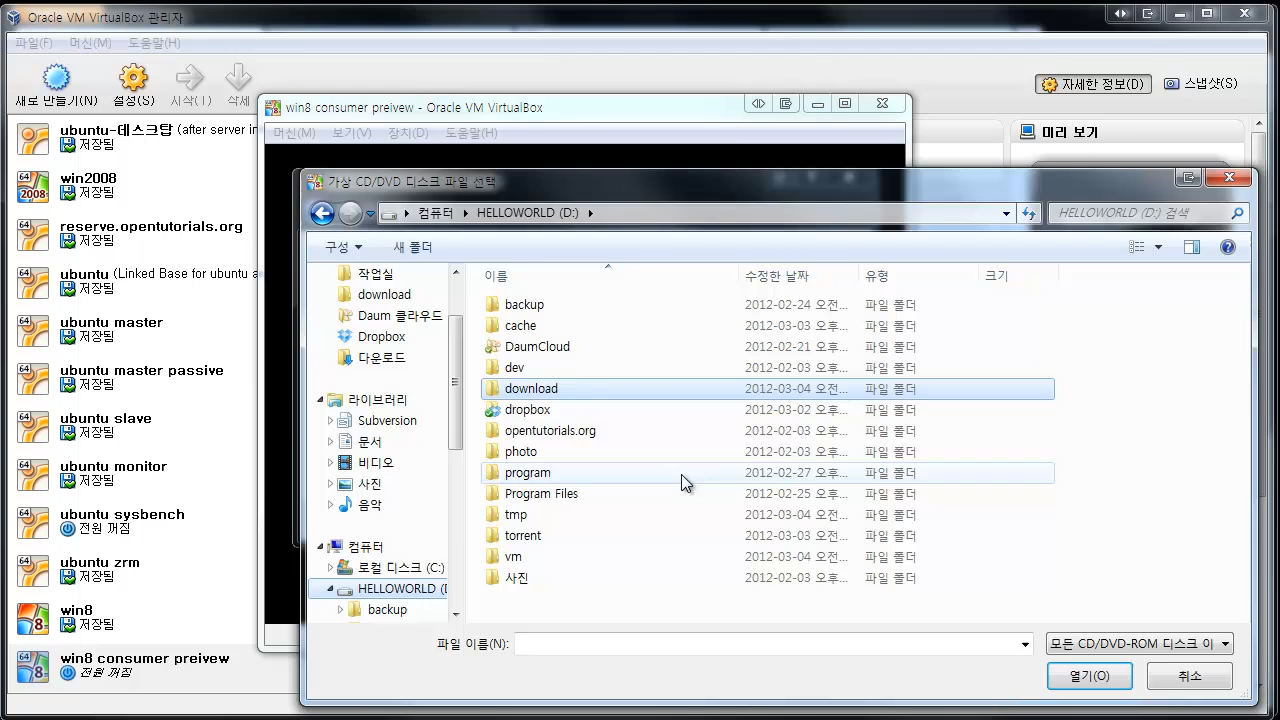 Oracle VM VirtualBox 관리자
파일(F) 머신(M) 도움말(H)
새로 만들기(N) 설정(S) 시작(T) 삭제
자세한 정보(D) 스냅샷(S)
ubuntu-데스크탑 (after server in
저장됨
win2008
저장됨
reserve.opentutorials.org
저장됨
ubuntu (Linked Base for ubuntu a
저장됨
ubuntu master
저장됨
ubuntu master passive
저장됨
ubuntu slave
저장됨
ubuntu monitor
저장됨
ubuntu sysbench
전원 꺼짐
ubuntu zrm
저장됨
win8
저장됨
win8 consumer preivew
전원 꺼짐
미리 보기
win8 consumer preivew - Oracle VM VirtualBox
머신(M) 보기(V) 장치(D) 도움말(H)
가상 CD/DVD 디스크 파일 선택
컴퓨터 HELLOWORLD (D:)
HELLOWORLD (D:) 검색
구성 새 폴더
작업실
download
Daum 클라우드
Dropbox
다운로드
라이브러리
Subversion
문서
비디오
사진
음악
컴퓨터
로컬 디스크 (C:)
HELLOWORLD (D
backup
이름 수정한 날짜 유형 크기
backup 2012-02-24 오전... 파일 폴더
cache 2012-03-03 오후... 파일 폴더
DaumCloud 2012-02-21 오후... 파일 폴더
dev 2012-02-03 오후... 파일 폴더
download 2012-03-04 오전... 파일 폴더
dropbox 2012-03-02 오후... 파일 폴더
opentutorials.org 2012-02-03 오후... 파일 폴더
photo 2012-02-03 오후... 파일 폴더
program 2012-02-27 오후... 파일 폴더
Program Files 2012-02-25 오후... 파일 폴더
tmp 2012-03-04 오전... 파일 폴더
torrent 2012-03-03 오후... 파일 폴더
vm 2012-03-04 오전... 파일 폴더
사진 2012-02-03 오후... 파일 폴더
파일 이름(N):
모든 CD/DVD-ROM 디스크 이
열기(O) 취소